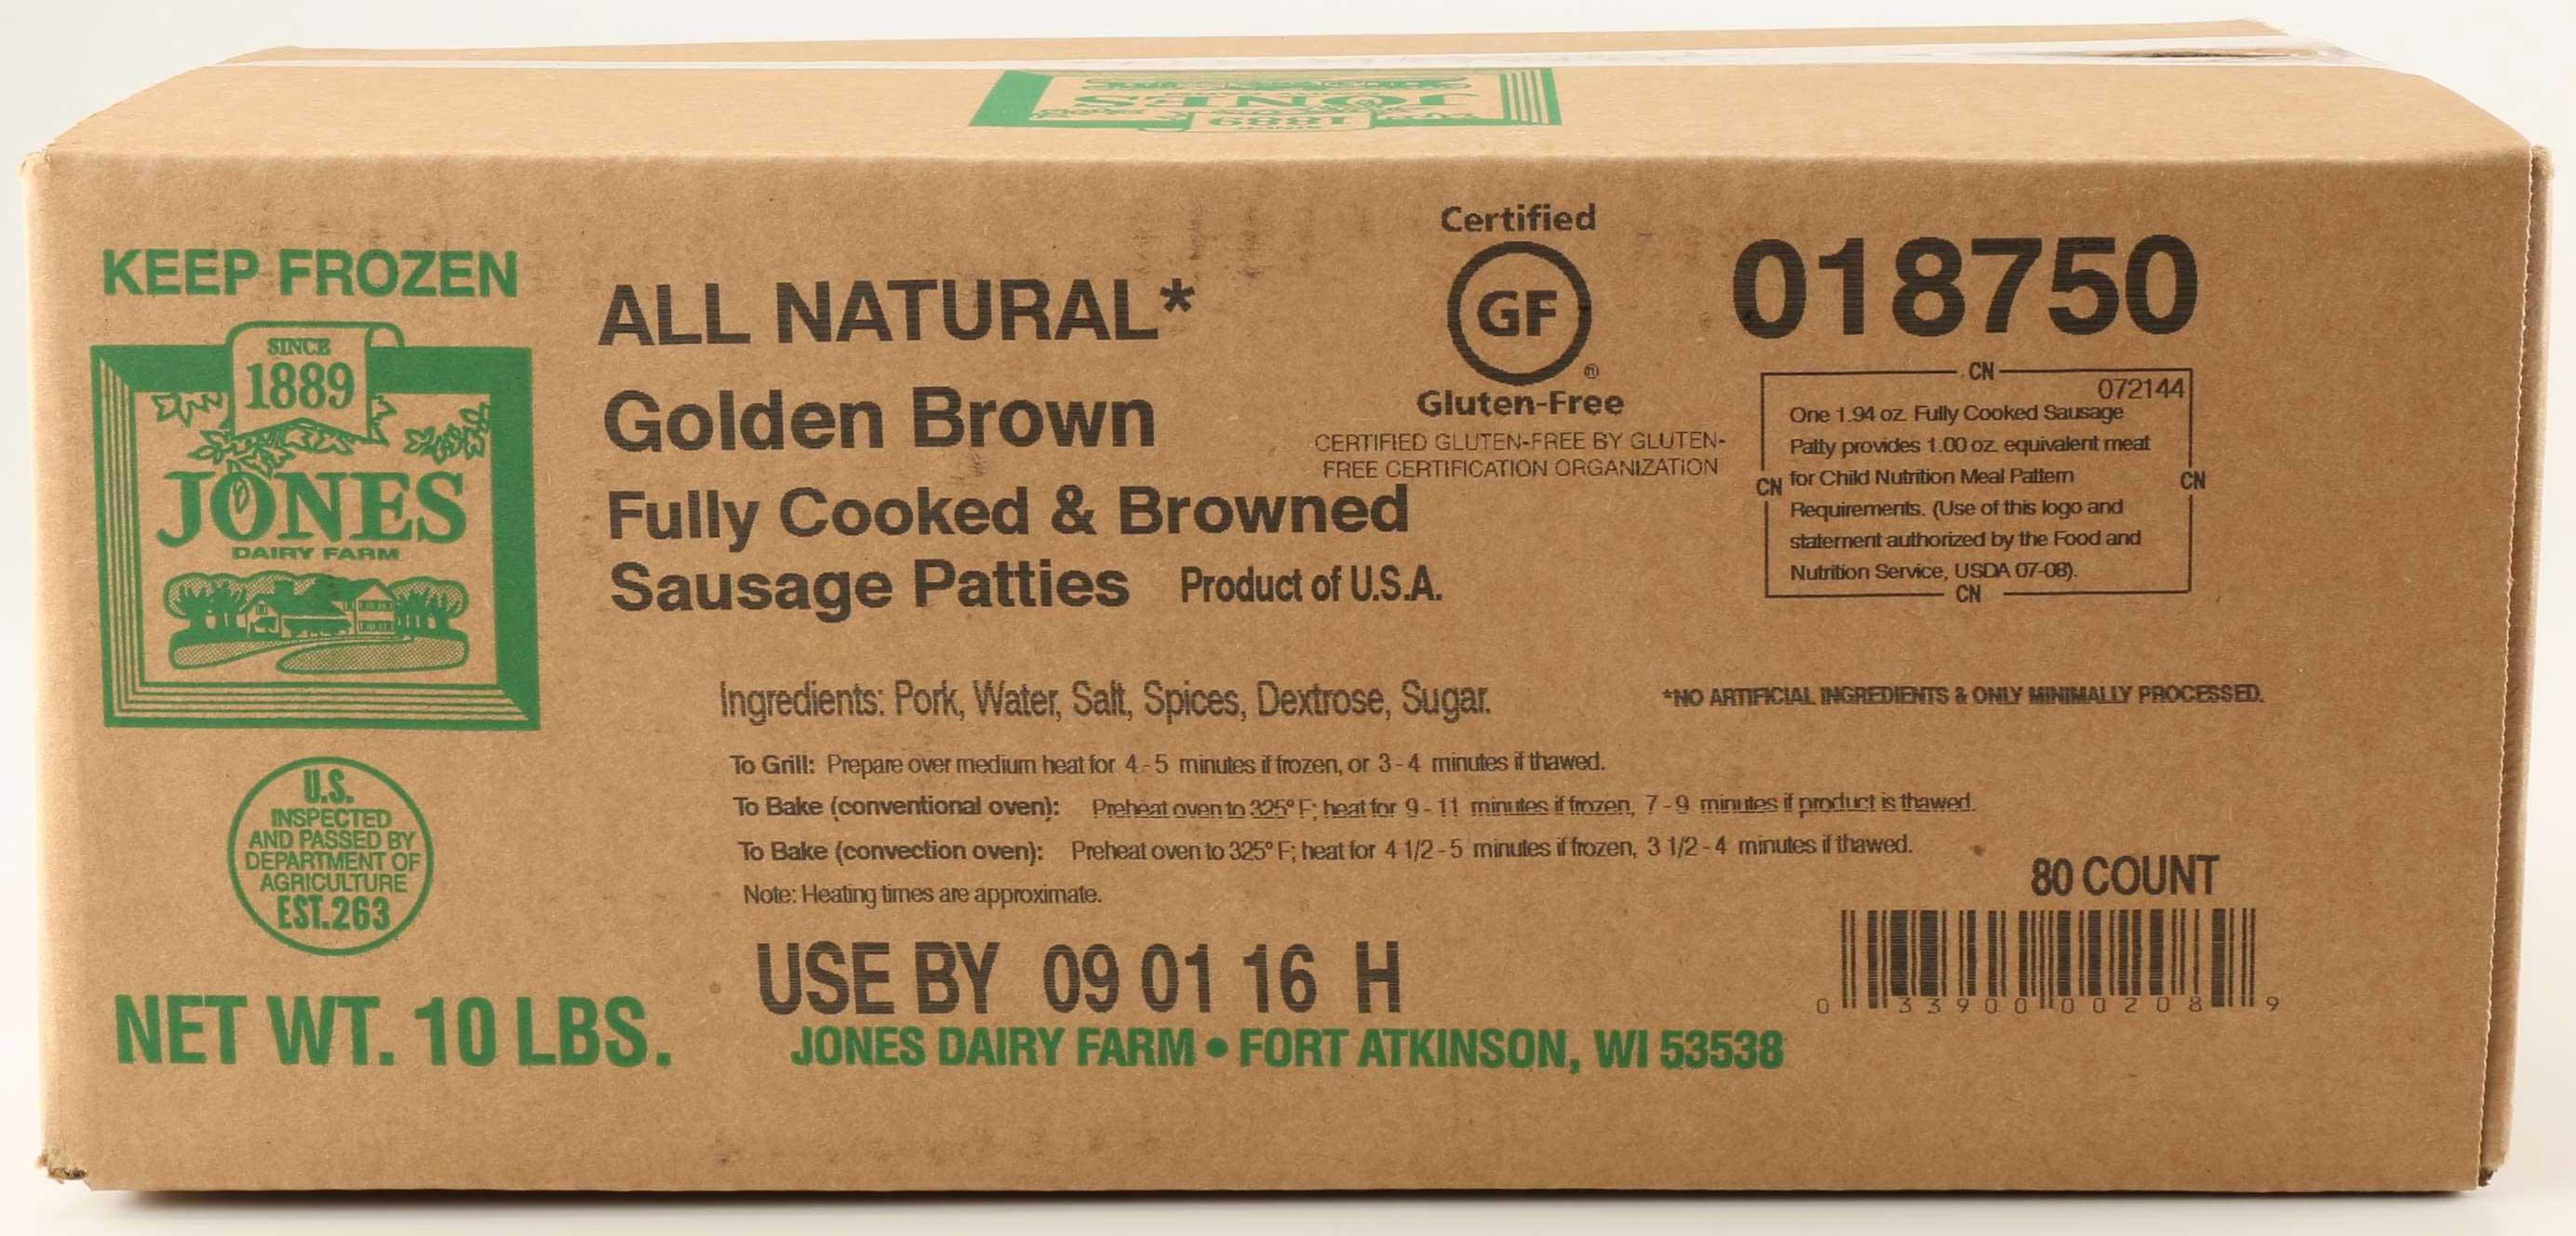 JONES
1889
KEEP FROZEN
SINCE
1889
JONES
DAIRY FARM
U.S.
INSPECTED
AND PASSED BY
DEPARTMENT OF
AGRICULTURE
EST.263
NET WT. 10 LBS.
ALL NATURAL*
Golden Brown
Fully Cooked & Browned
Sausage Patties Product of U.S.A.
Certified
GF
®
Gluten-Free
CERTIFIED GLUTEN-FREE BY GLUTEN-
FREE CERTIFICATION ORGANIZATION
018750
CN
072144
One 1.94 oz. Fully Cooked Sausage
Patty provides 1.00 oz. equivalent meat
CN for Child Nutrition Meal Pattern CN
Requirements. (Use of this logo and
statement authorized by the Food and
Nutrition Service, USDA 07-08).
CN
Ingredients: Pork, Water, Salt, Spices, Dextrose, Sugar.
*NO ARTIFICIAL INGREDIENTS & ONLY MINIMALLY PROCESSED.
To Grill: Prepare over medium heat for 4 - 5 minutes if frozen, or 3 - 4 minutes if thawed.
To Bake (conventional oven): Preheat oven to 325° F; heat for 9 - 11 minutes if frozen, 7 - 9 minutes if product is thawed.
To Bake (convection oven): Preheat oven to 325° F; heat for 4 1/2 - 5 minutes if frozen, 3 1/2 - 4 minutes if thawed.
Note: Heating times are approximate.
80 COUNT
0 33900 00208 9
USE BY 09 01 16 H
JONES DAIRY FARM • FORT ATKINSON, WI 53538